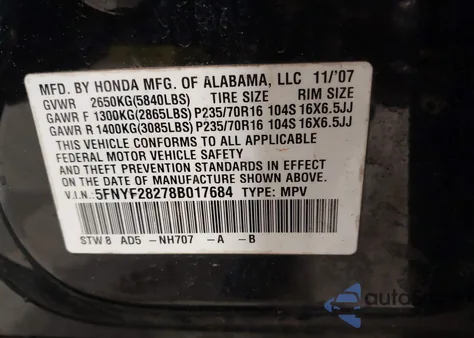 MFD. BY HONDA MFG. OF ALABAMA, LLC 11/'07
GVWR 2650KG(5840LBS) TIRE SIZE RIM SIZE
GAWR F 1300KG(2865LBS) P235/70R16 104S 16X6.5JJ
GAWR R 1400KG(3085LBS) P235/70R16 104S 16X6.5JJ
THIS VEHICLE CONFORMS TO ALL APPLICABLE
FEDERAL MOTOR VEHICLE SAFETY
AND THEFT PREVENTION STANDARDS IN EFFECT ON
THE DATE OF MANUFACTURE SHOWN ABOVE.
V.I.N.: 5FNYF28278B017684 TYPE: MPV
STW8 AD5 -NH707 -A -B